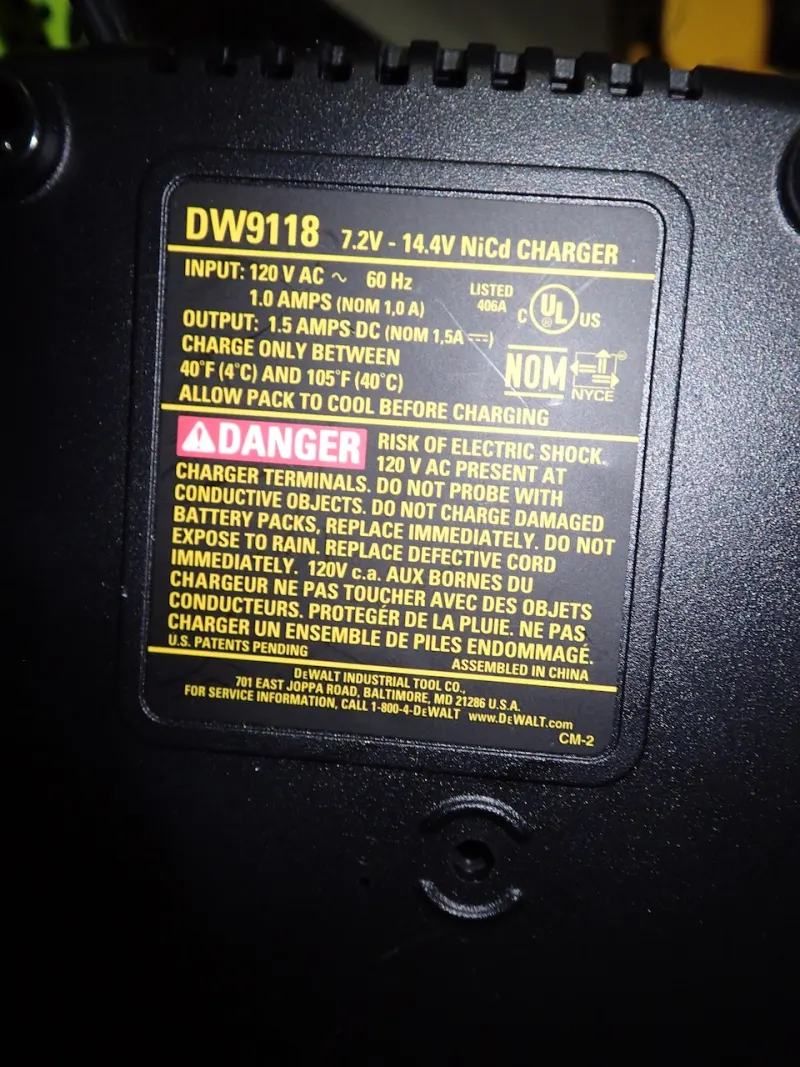 DW9118 7.2V - 14.4V NiCd CHARGER
INPUT: 120 V AC ~ 60 Hz
1.0 AMPS (NOM 1,0 A)
LISTED
406A
C UL ® US
OUTPUT: 1.5 AMPS DC (NOM 1,5A ⎓)
CHARGE ONLY BETWEEN
40°F (4°C) AND 105°F (40°C)
NOM
NYCE
ALLOW PACK TO COOL BEFORE CHARGING
⚠DANGER RISK OF ELECTRIC SHOCK.
120 V AC PRESENT AT
CHARGER TERMINALS. DO NOT PROBE WITH
CONDUCTIVE OBJECTS. DO NOT CHARGE DAMAGED
BATTERY PACKS, REPLACE IMMEDIATELY. DO NOT
EXPOSE TO RAIN. REPLACE DEFECTIVE CORD
IMMEDIATELY. 120V c.a. AUX BORNES DU
CHARGEUR NE PAS TOUCHER AVEC DES OBJETS
CONDUCTEURS. PROTEGÉR DE LA PLUIE. NE PAS
CHARGER UN ENSEMBLE DE PILES ENDOMMAGÉ.
U.S. PATENTS PENDING ASSEMBLED IN CHINA
DEWALT INDUSTRIAL TOOL CO.,
701 EAST JOPPA ROAD, BALTIMORE, MD 21286 U.S.A.
FOR SERVICE INFORMATION, CALL 1-800-4-DEWALT www.DEWALT.com
CM-2